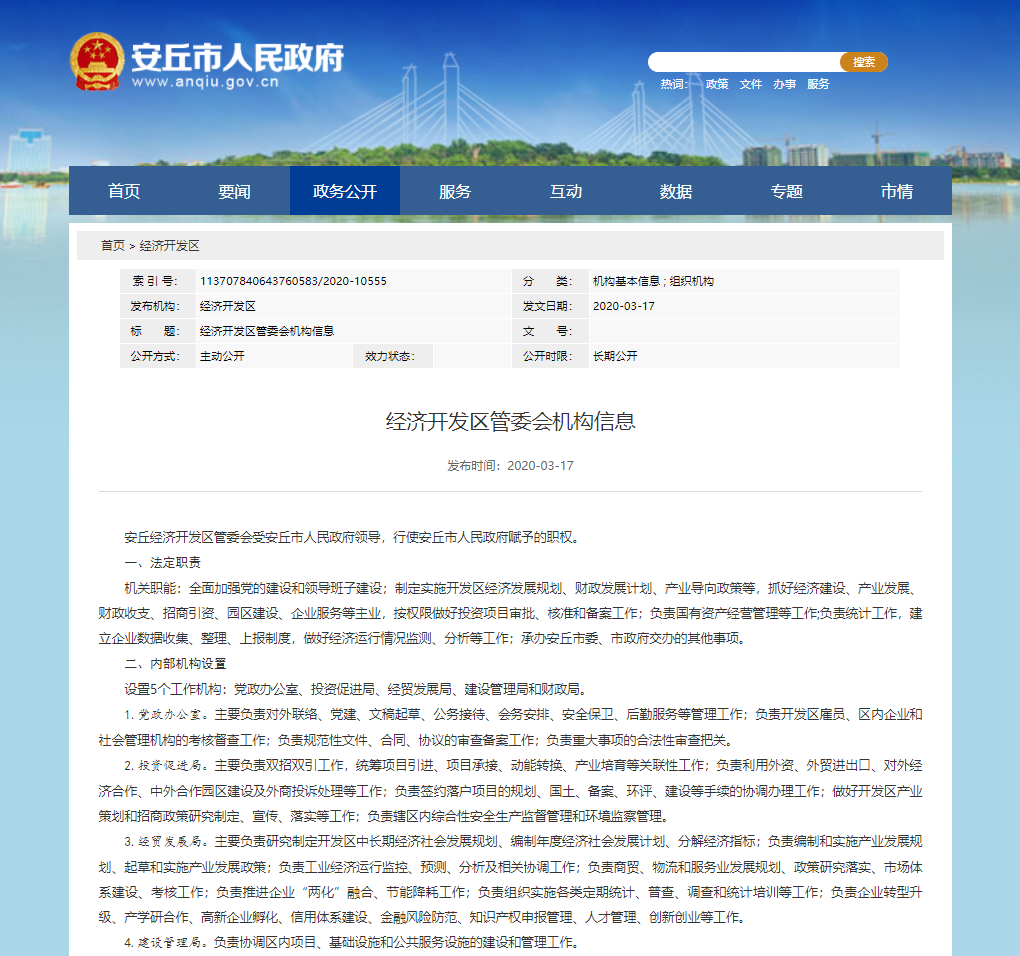 安丘市人民政府
www.anqiu.gov.cn
搜索
热词： 政策 文件 办事 服务
首页 要闻 政务公开 服务 互动 数据 专题 市情
首页 > 经济开发区
索 引 号： 113707840643760583/2020-10555 分 类： 机构基本信息 ; 组织机构
发布机构： 经济开发区 发文日期： 2020-03-17
标 题： 经济开发区管委会机构信息 文 号：
公开方式： 主动公开 效力状态： 公开时限： 长期公开
经济开发区管委会机构信息
发布时间：2020-03-17
安丘经济开发区管委会受安丘市人民政府领导，行使安丘市人民政府赋予的职权。
一、法定职责
机关职能：全面加强党的建设和领导班子建设；制定实施开发区经济发展规划、财政发展计划、产业导向政策等，抓好经济建设、产业发展、
财政收支、招商引资、园区建设、企业服务等主业，按权限做好投资项目审批、核准和备案工作；负责国有资产经营管理等工作;负责统计工作，建
立企业数据收集、整理、上报制度，做好经济运行情况监测、分析等工作；承办安丘市委、市政府交办的其他事项。
二、内部机构设置
设置5个工作机构：党政办公室、投资促进局、经贸发展局、建设管理局和财政局。
1. 党政办公室。主要负责对外联络、党建、文稿起草、公务接待、会务安排、安全保卫、后勤服务等管理工作；负责开发区雇员、区内企业和
社会管理机构的考核督查工作；负责规范性文件、合同、协议的审查备案工作；负责重大事项的合法性审查把关。
2. 投资促进局。主要负责双招双引工作，统筹项目引进、项目承接、动能转换、产业培育等关联性工作；负责利用外资、外贸进出口、对外经
济合作、中外合作园区建设及外商投诉处理等工作；负责签约落户项目的规划、国土、备案、环评、建设等手续的协调办理工作；做好开发区产业
策划和招商政策研究制定、宣传、落实等工作；负责辖区内综合性安全生产监督管理和环境监察管理。
3. 经贸发展局。主要负责研究制定开发区中长期经济社会发展规划、编制年度经济社会发展计划、分解经济指标；负责编制和实施产业发展规
划、起草和实施产业发展政策；负责工业经济运行监控、预测、分析及相关协调工作；负责商贸、物流和服务业发展规划、政策研究落实、市场体
系建设、考核工作；负责推进企业“两化”融合、节能降耗工作；负责组织实施各类定期统计、普查、调查和统计培训等工作；负责企业转型升
级、产学研合作、高新企业孵化、信用体系建设、金融风险防范、知识产权申报管理、人才管理、创新创业等工作。
4. 建设管理局。负责协调区内项目、基础设施和公共服务设施的建设和管理工作。